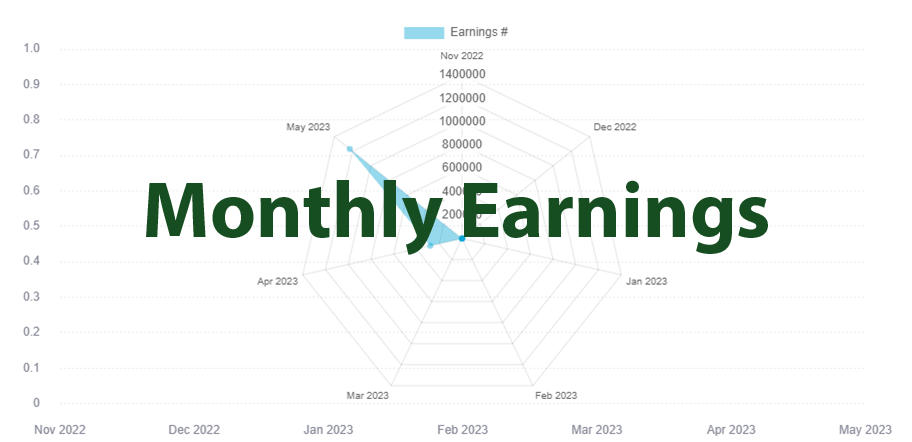 Earnings #
1.0
Nov 2022
1400000
0.9
1200000
1000000
May 2023
Dec 2022
0.8
800000
0.7
600000
0.6
400000
Monthly Earnings
200000
0.5
0.4
Apr 2023
Jan 2023
0.3
0.2
0.1
Mar 2023
Feb 2023
0
Nov 2022 Dec 2022 Jan 2023 Feb 2023 Mar 2023 Apr 2023 May 2023